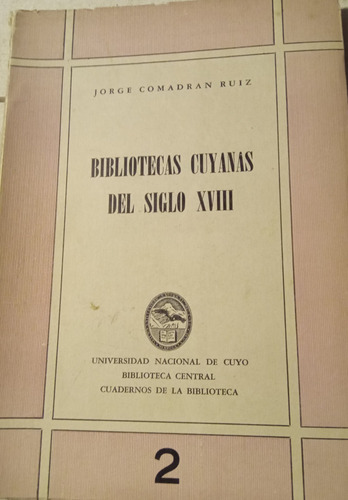 JORGE COMADRAN RUIZ
BIBLIOTECAS CUYANAS
DEL SIGLO XVIII
UNIVERSIDAD NACIONAL DE CUYO
BIBLIOTECA CENTRAL
CUADERNOS DE LA BIBLIOTECA
2